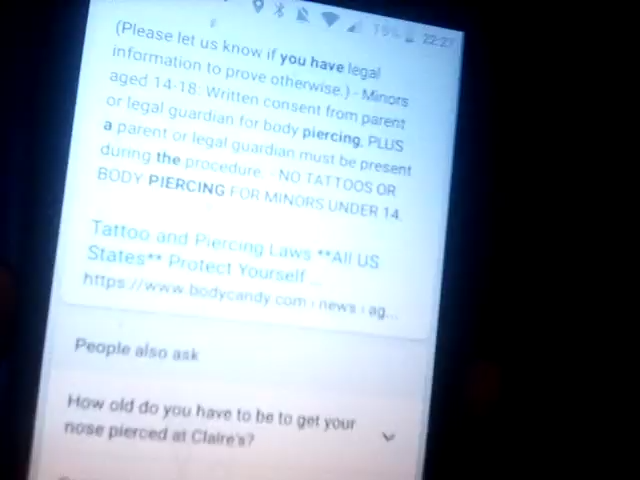 22:27
(Please let us know if you have legal
information to prove otherwise.) - Minors
aged 14-18: Written consent from parent
or legal guardian for body piercing, PLUS
a parent or legal guardian must be present
during the procedure. - NO TATTOOS OR
BODY PIERCING FOR MINORS UNDER 14.
Tattoo and Piercing Laws **All US
States** Protect Yourself ...
https://www.bodycandy.com › news › ag...
People also ask
How old do you have to be to get your
nose pierced at Claire's?